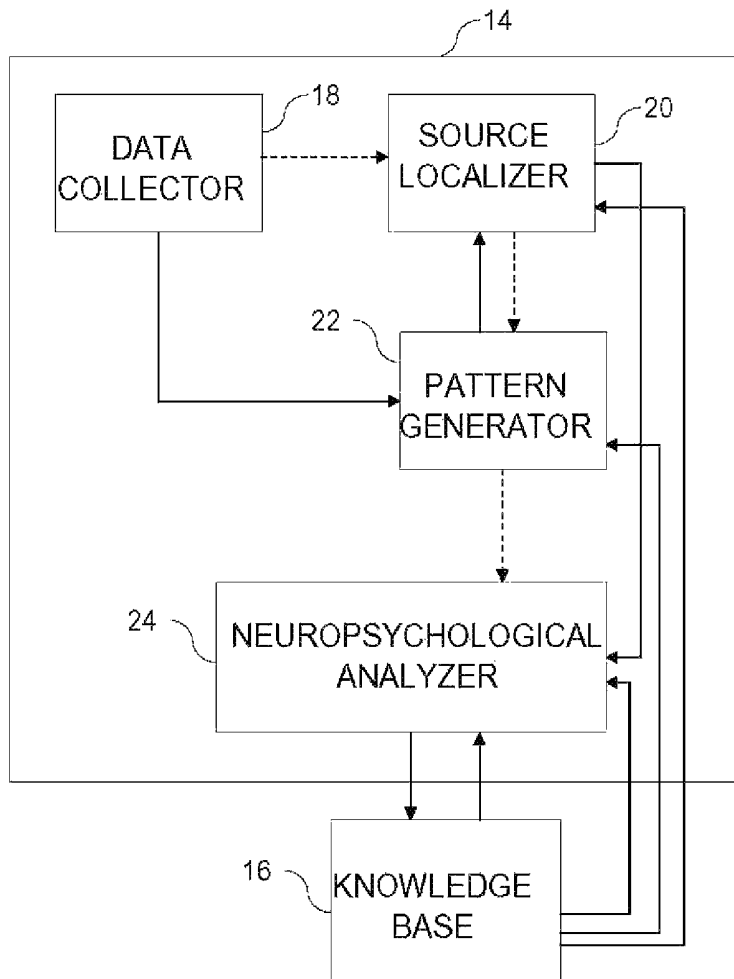 14
18
DATA
COLLECTOR
SOURCE
LOCALIZER
20
22
PATTERN
GENERATOR
24
NEUROPSYCHOLOGICAL
ANALYZER
16
KNOWLEDGE
BASE